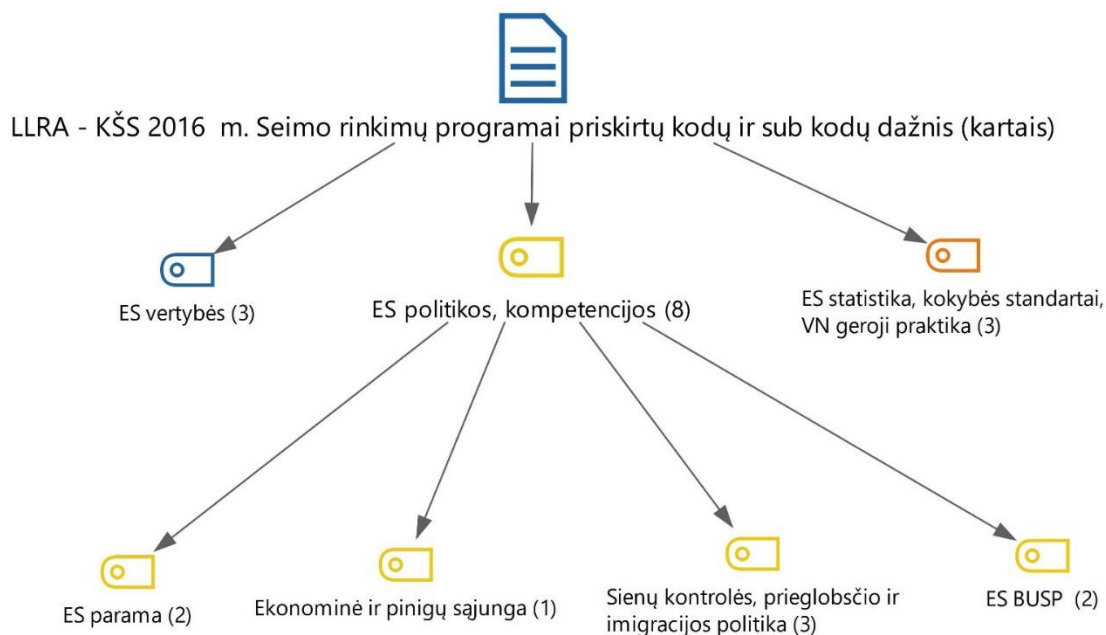 LLRA - KŠS 2016 m. Seimo rinkimų programai priskirtų kodų ir sub kodų dažnis (kartais)
ES vertybės (3)
ES politikos, kompetencijos (8)
ES statistika, kokybės standartai,
VN geroji praktika (3)
ES parama (2)
Ekonominė ir pinigų sąjunga (1)
Sienų kontrolės, prieglobsčio ir
imigracijos politika (3)
ES BUSP (2)